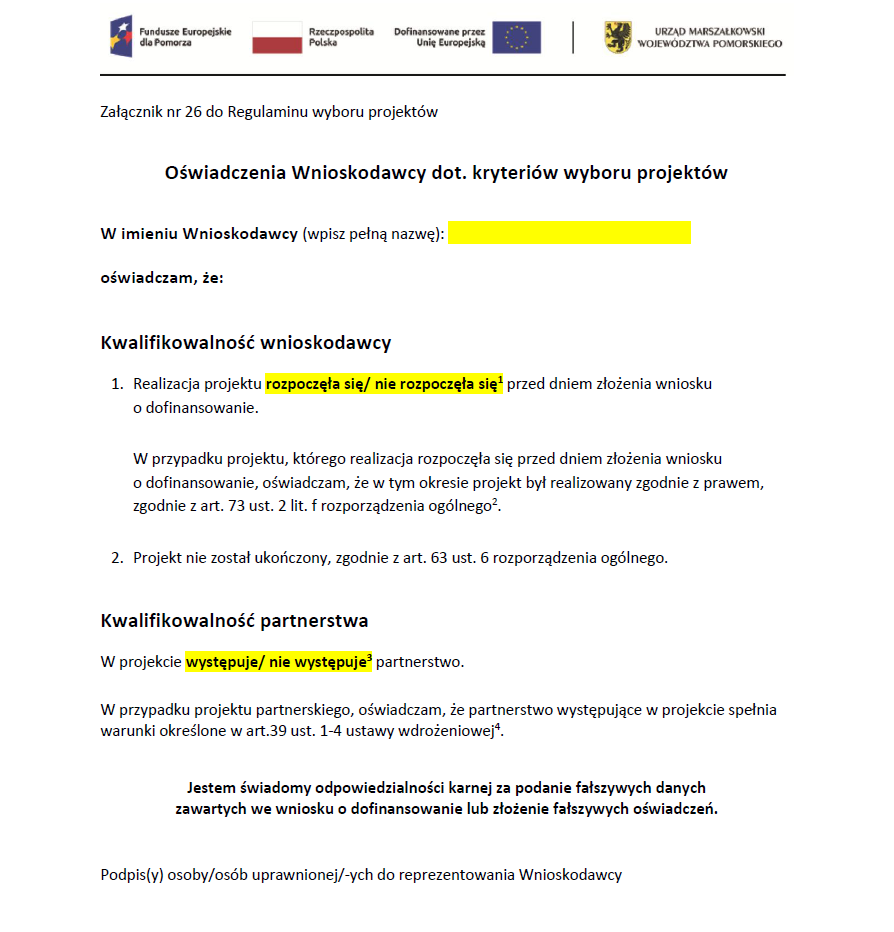 Fundusze Europejskie
dla Pomorza
Rzeczpospolita
Polska
Dofinansowane przez
Unię Europejską
URZĄD MARSZAŁKOWSKI
WOJEWÓDZTWA POMORSKIEGO
Załącznik nr 26 do Regulaminu wyboru projektów
Oświadczenia Wnioskodawcy dot. kryteriów wyboru projektów
W imieniu Wnioskodawcy (wpisz pełną nazwę):
oświadczam, że:
Kwalifikowalność wnioskodawcy
1. Realizacja projektu rozpoczęła się/ nie rozpoczęła się¹ przed dniem złożenia wniosku
o dofinansowanie.
W przypadku projektu, którego realizacja rozpoczęła się przed dniem złożenia wniosku
o dofinansowanie, oświadczam, że w tym okresie projekt był realizowany zgodnie z prawem,
zgodnie z art. 73 ust. 2 lit. f rozporządzenia ogólnego².
2. Projekt nie został ukończony, zgodnie z art. 63 ust. 6 rozporządzenia ogólnego.
Kwalifikowalność partnerstwa
W projekcie występuje/ nie występuje³ partnerstwo.
W przypadku projektu partnerskiego, oświadczam, że partnerstwo występujące w projekcie spełnia
warunki określone w art.39 ust. 1-4 ustawy wdrożeniowej⁴.
Jestem świadomy odpowiedzialności karnej za podanie fałszywych danych
zawartych we wniosku o dofinansowanie lub złożenie fałszywych oświadczeń.
Podpis(y) osoby/osób uprawnionej/-ych do reprezentowania Wnioskodawcy